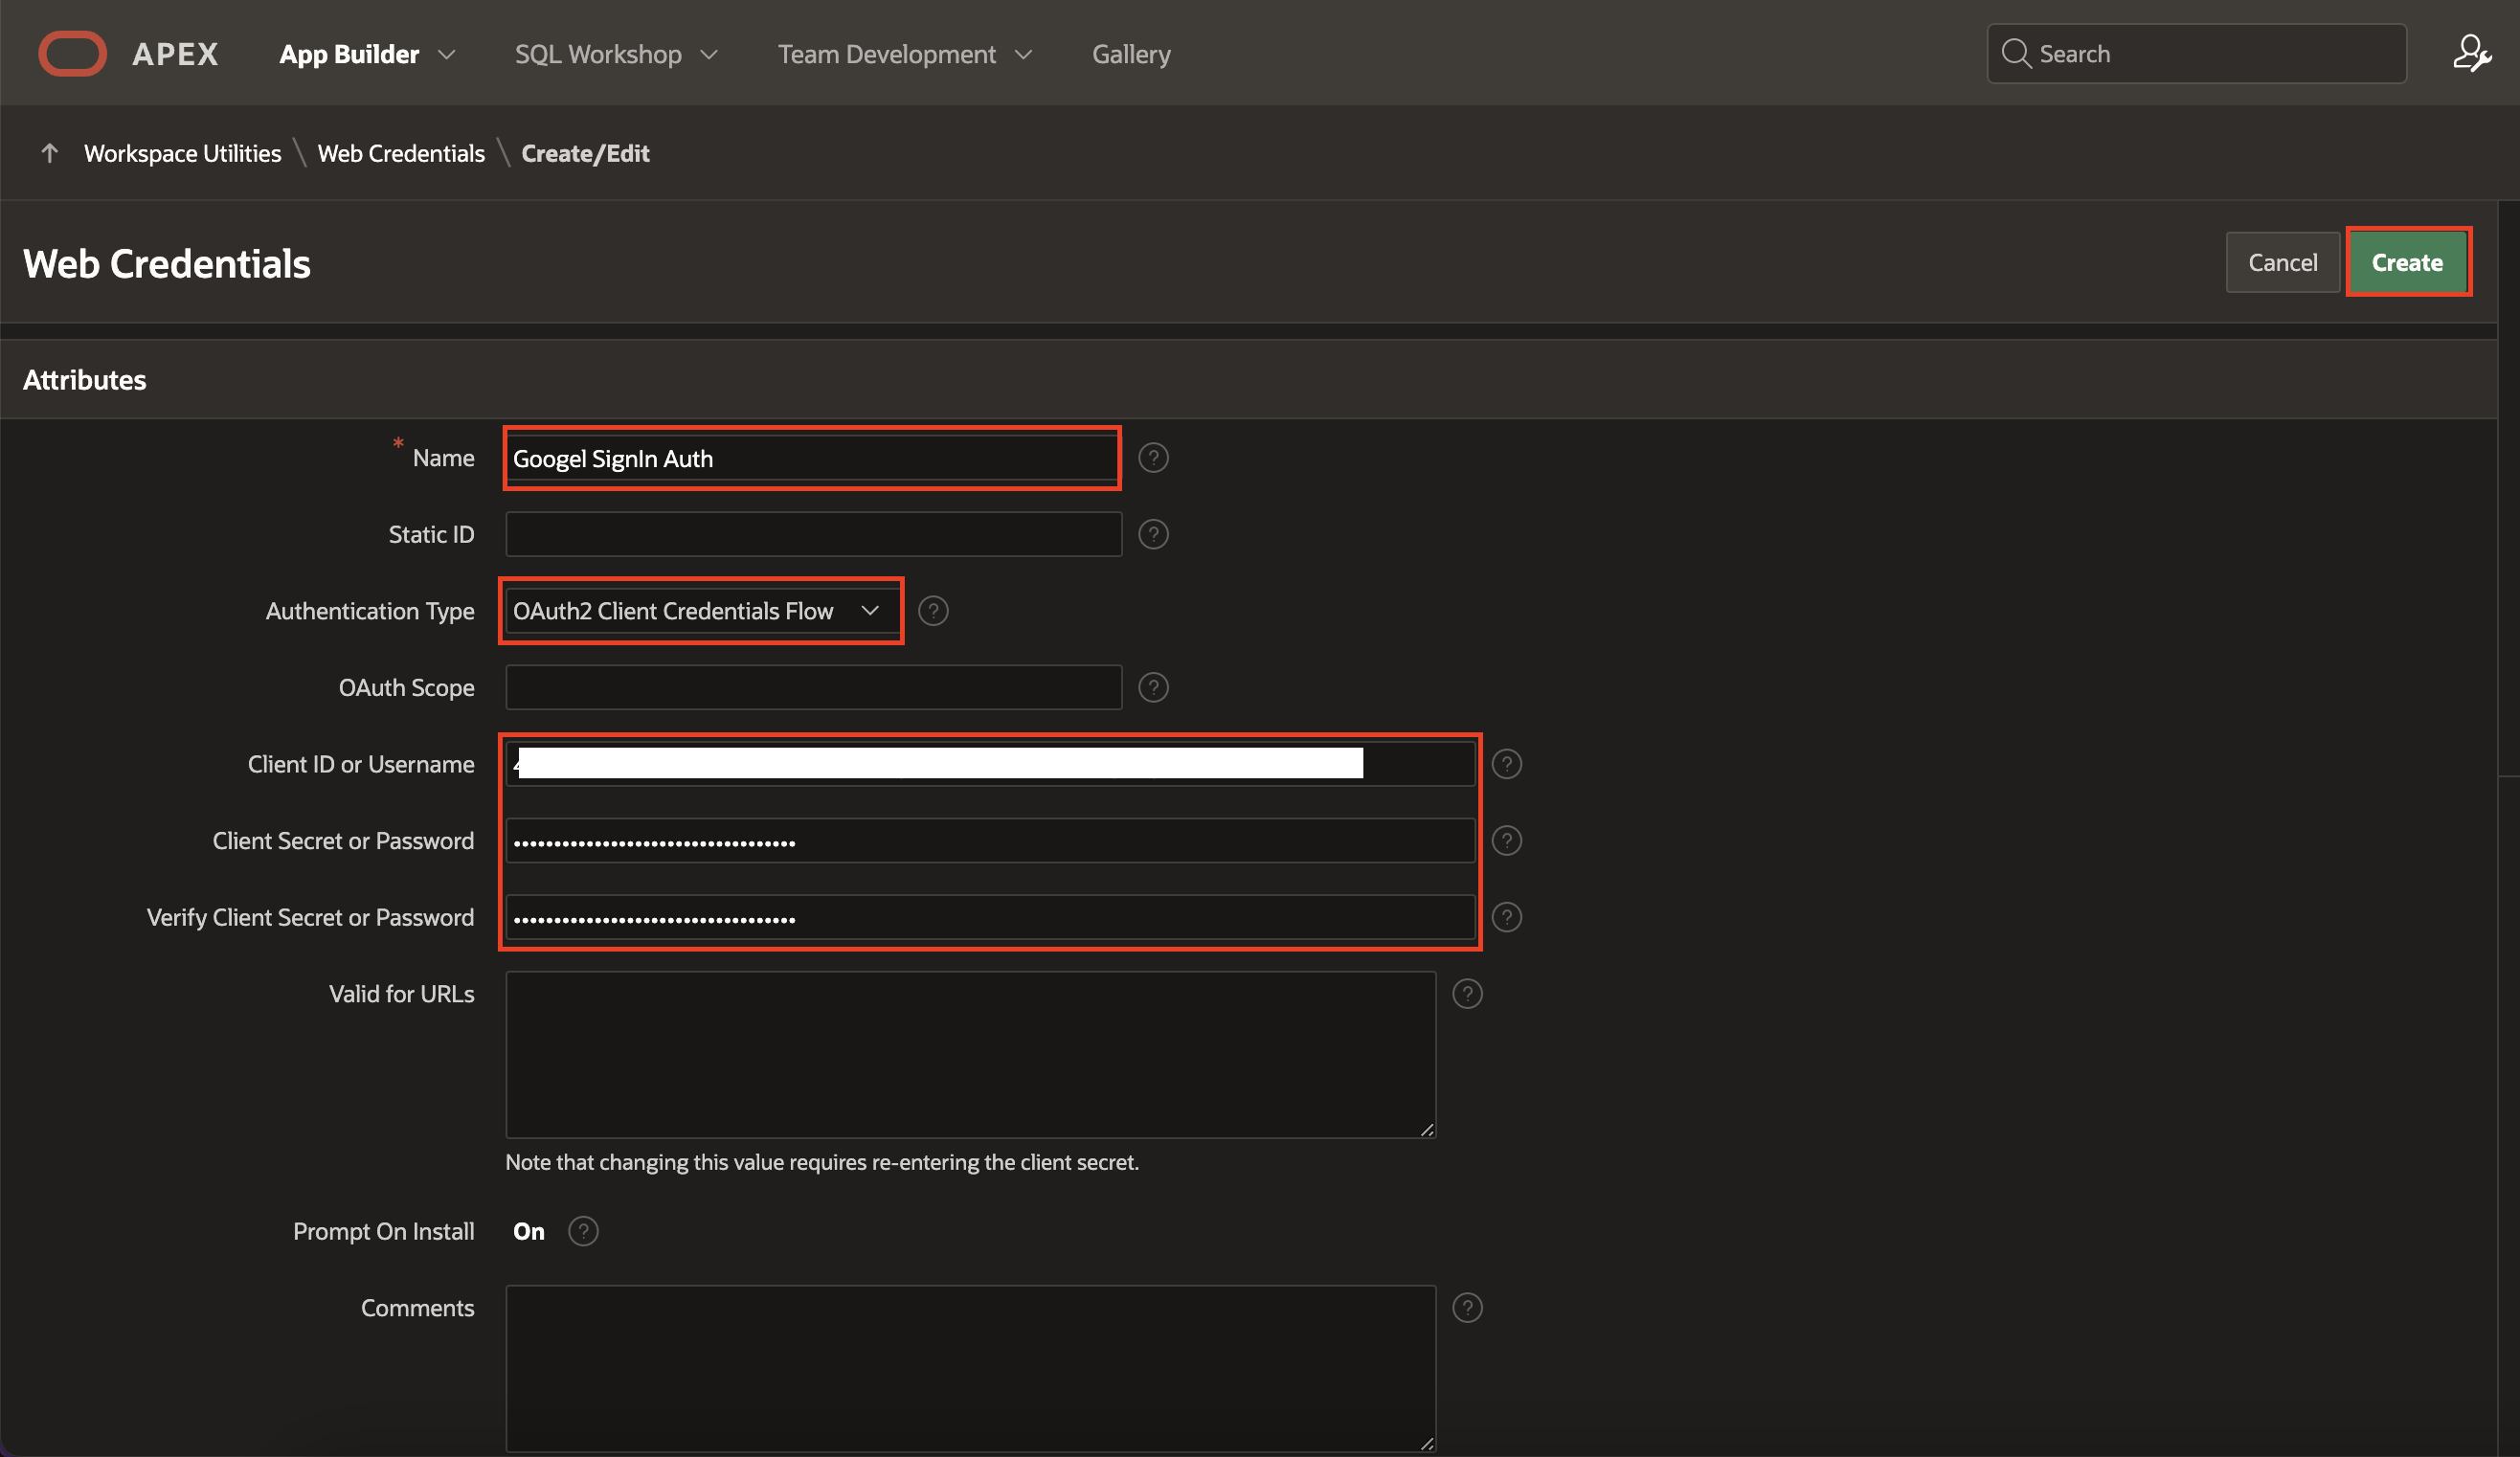 APEX App Builder SQL Workshop Team Development Gallery Search
Workspace Utilities \ Web Credentials \ Create/Edit
Web Credentials Cancel Create
Attributes
* Name Googel SignIn Auth ?
Static ID ?
Authentication Type OAuth2 Client Credentials Flow ?
OAuth Scope ?
Client ID or Username ?
Client Secret or Password ••••••••••••••••••••••••••••••••••• ?
Verify Client Secret or Password ••••••••••••••••••••••••••••••••••• ?
Valid for URLs ?
Note that changing this value requires re-entering the client secret.
Prompt On Install On ?
Comments ?